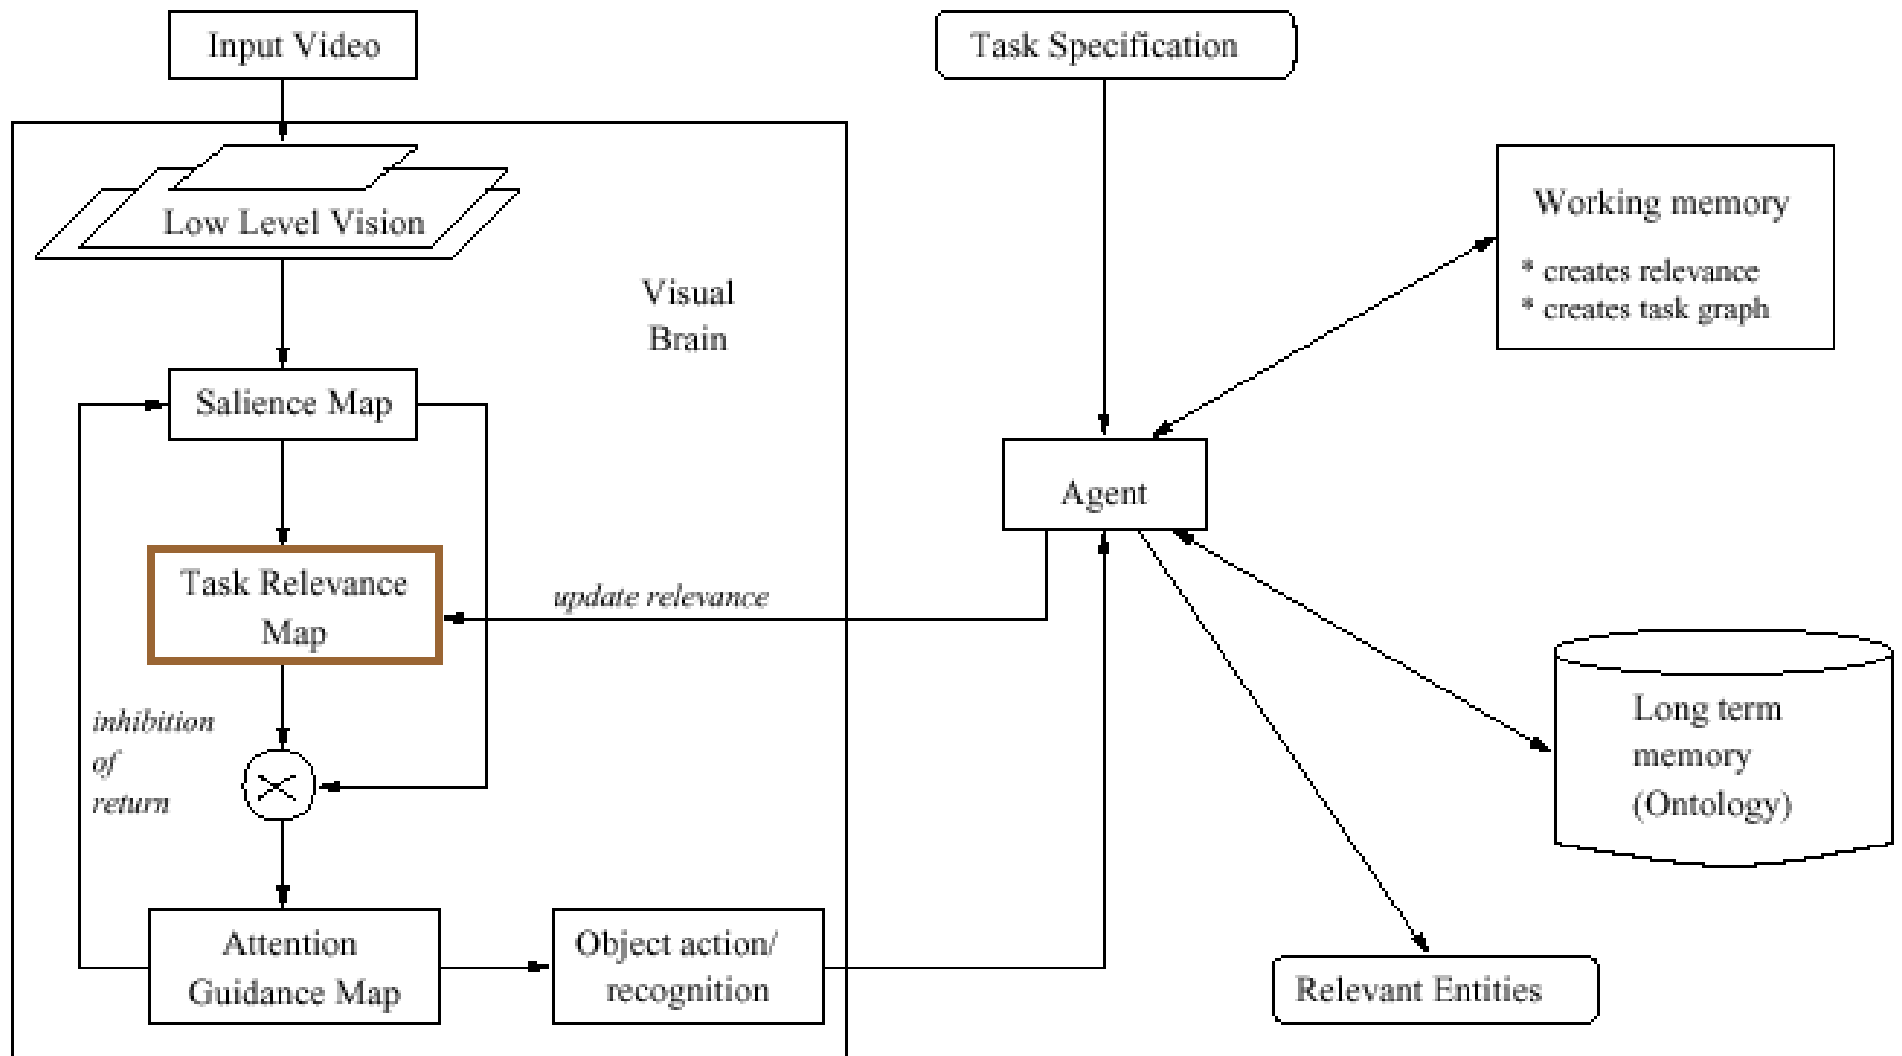 Input Video
Task Specification
Low Level Vision
Visual
Brain
Working memory
* creates relevance
* creates task graph
Salience Map
Agent
Task Relevance
Map
update relevance
inhibition
of
return
Long term
memory
(Ontology)
Attention
Guidance Map
Object action/
recognition
Relevant Entities